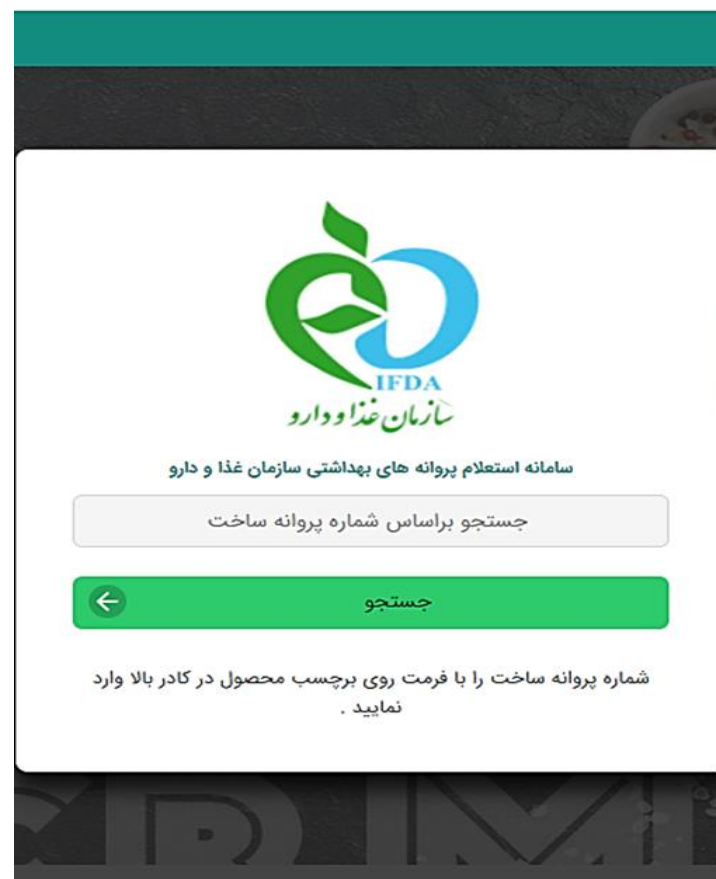 IFDA
سازمان غذا و دارو
سامانه استعلام پروانه های بهداشتی سازمان غذا و دارو
جستجو براساس شماره پروانه ساخت
جستجو
شماره پروانه ساخت را با فرمت روی برچسب محصول در کادر بالا وارد
نمایید .